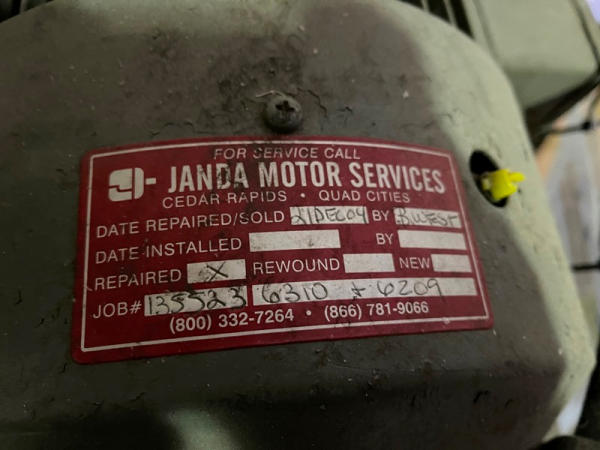 FOR SERVICE CALL
JANDA MOTOR SERVICES
CEDAR RAPIDS • QUAD CITIES
DATE REPAIRED/SOLD 21DEC04 BY B.WEST
DATE INSTALLED BY
REPAIRED X REWOUND NEW
JOB# 135523 6310 + 6209
(800) 332-7264 • (866) 781-9066